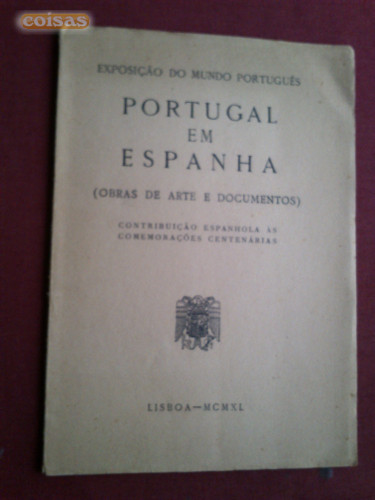 coisas
EXPOSIÇÃO DO MUNDO PORTUGUÊS
PORTUGAL
EM
ESPANHA
(OBRAS DE ARTE E DOCUMENTOS)
CONTRIBUIÇÃO ESPANHOLA ÀS
COMEMORAÇÕES CENTENÁRIAS
LISBOA—MCMXL